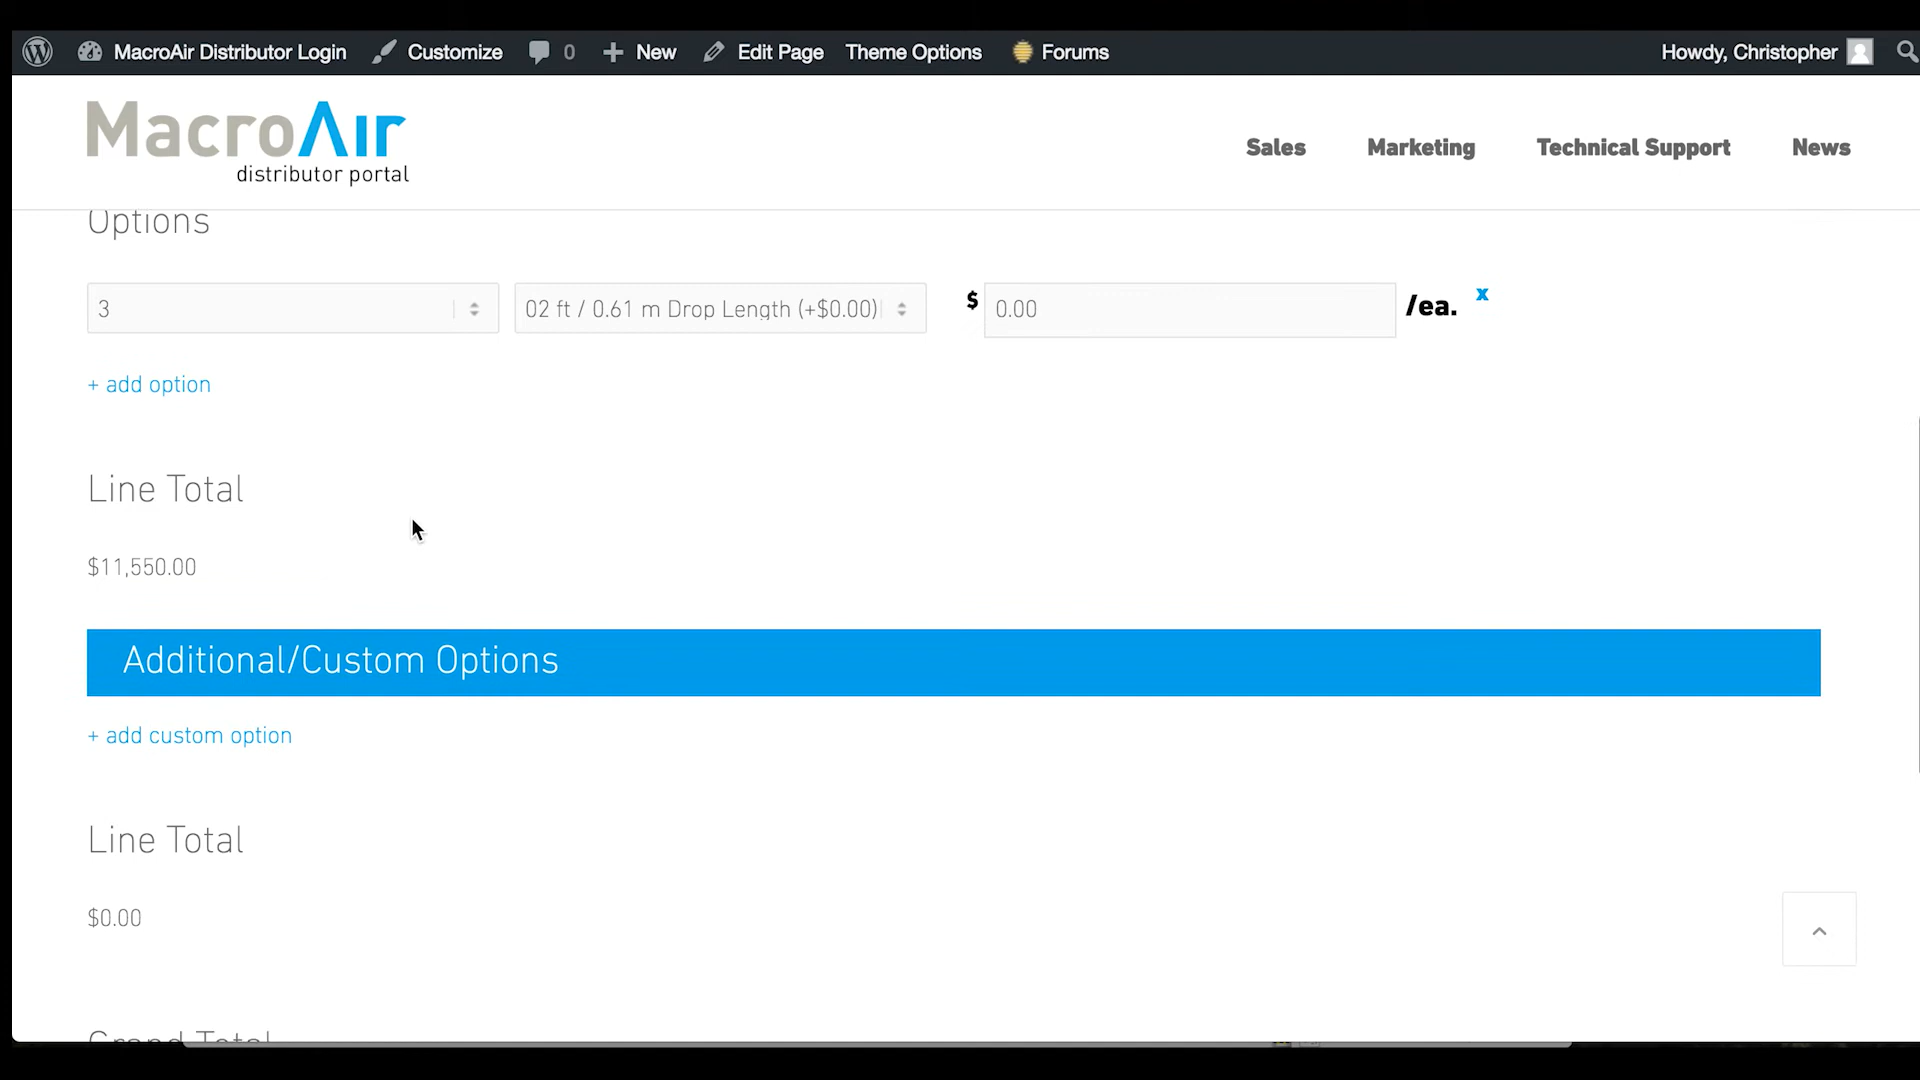 MacroAir Distributor Login Customize 0 New Edit Page Theme Options Forums Howdy, Christopher
MacroAir
distributor portal
Sales Marketing Technical Support News
Options
3 02 ft / 0.61 m Drop Length (+$0.00) $ 0.00 /ea. x
+ add option
Line Total
$11,550.00
Additional/Custom Options
+ add custom option
Line Total
$0.00
Grand Total